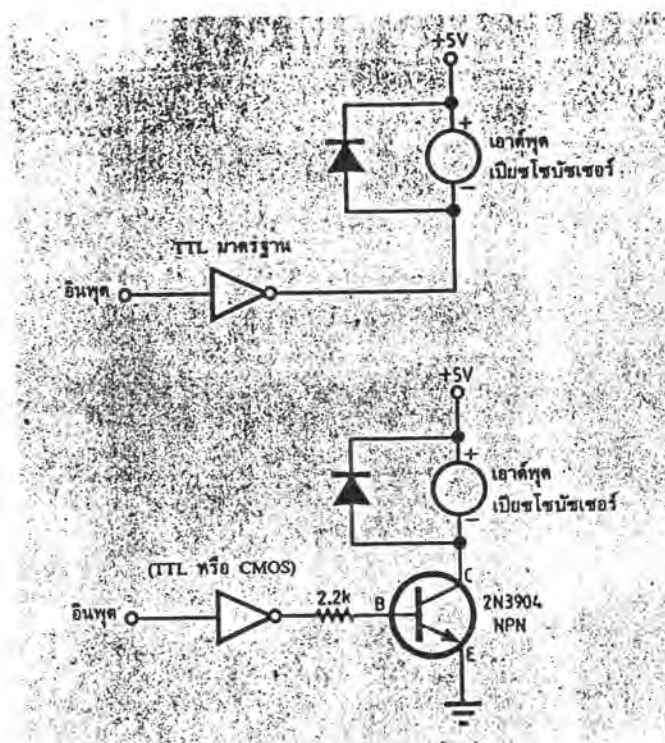 +5V
+
เอาต์พุต
เปียซโซบัซเซอร์
−
TTL มาตรฐาน
อินพุต
+5V
+
เอาต์พุต
เปียซโซบัซเซอร์
−
(TTL หรือ CMOS)
อินพุต
2.2k
B
C
2N3904
NPN
E